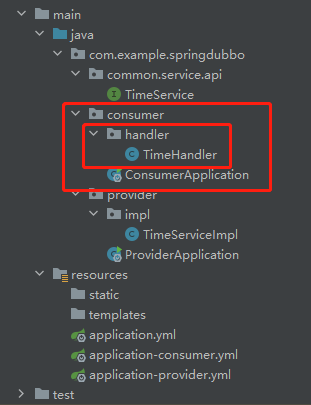 main
java
com.example.springdubbo
common.service.api
TimeService
consumer
handler
TimeHandler
ConsumerApplication
provider
impl
TimeServiceImpl
ProviderApplication
resources
static
templates
application.yml
application-consumer.yml
application-provider.yml
test